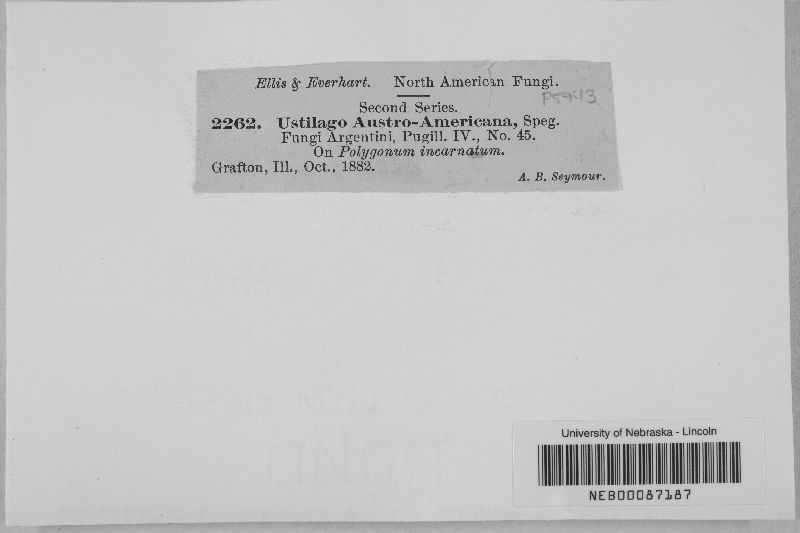 Ellis & Everhart. North American Fungi.
Second Series.
2262. Ustilago Austro-Americana, Speg.
Fungi Argentini, Pugill. IV., No. 45.
On Polygonum incarnatum.
Grafton, Ill., Oct., 1882.
A. B. Seymour.
University of Nebraska - Lincoln
NEB00087187